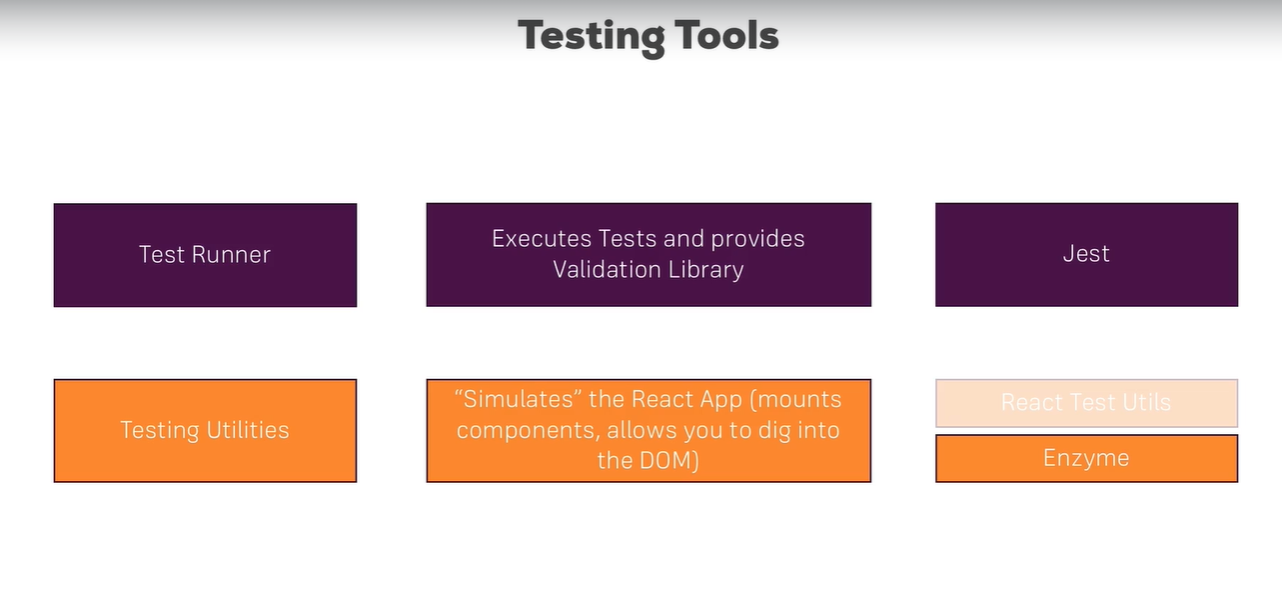 Testing Tools
Test Runner
Executes Tests and provides
Validation Library
Jest
Testing Utilities
“Simulates” the React App (mounts
components, allows you to dig into
the DOM)
React Test Utils
Enzyme